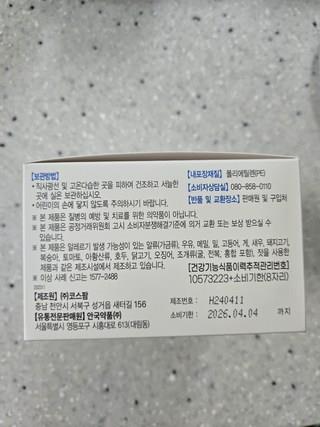 [보관방법]
• 직사광선 및 고온다습한 곳을 피하여 건조하고 서늘한
곳에 실온 보관하십시오.
• 어린이의 손에 닿지 않도록 주의하시기 바랍니다.
[내포장재질] 폴리에틸렌(PE)
[소비자상담실] 080-858-0110
[반품 및 교환장소] 판매원 및 구입처
※ 본 제품은 질병의 예방 및 치료를 위한 의약품이 아닙니다.
※ 본 제품은 공정거래위원회 고시 소비자분쟁해결기준에 의거 교환 또는 보상 받으실 수
있습니다.
※ 본 제품은 알레르기 발생 가능성이 있는 알류(가금류), 우유, 메밀, 밀, 고등어, 게, 새우, 돼지고기,
복숭아, 토마토, 아황산류, 호두, 닭고기, 오징어, 조개류(굴, 전복, 홍합 포함), 잣을 사용한
제품과 같은 제조시설에서 제조하고 있습니다.
※ 이상 사례 신고는 1577-2488
[건강기능식품이력추적관리번호]
10573223+소비기한(8자리)
[제조원] ㈜코스팜
충남 천안시 서북구 성거읍 새터길 156
[유통전문판매원] 안국약품㈜
서울특별시 영등포구 시흥대로 613(대림동)
제조번호: H240411
소비기한: 2026.04.04 까지